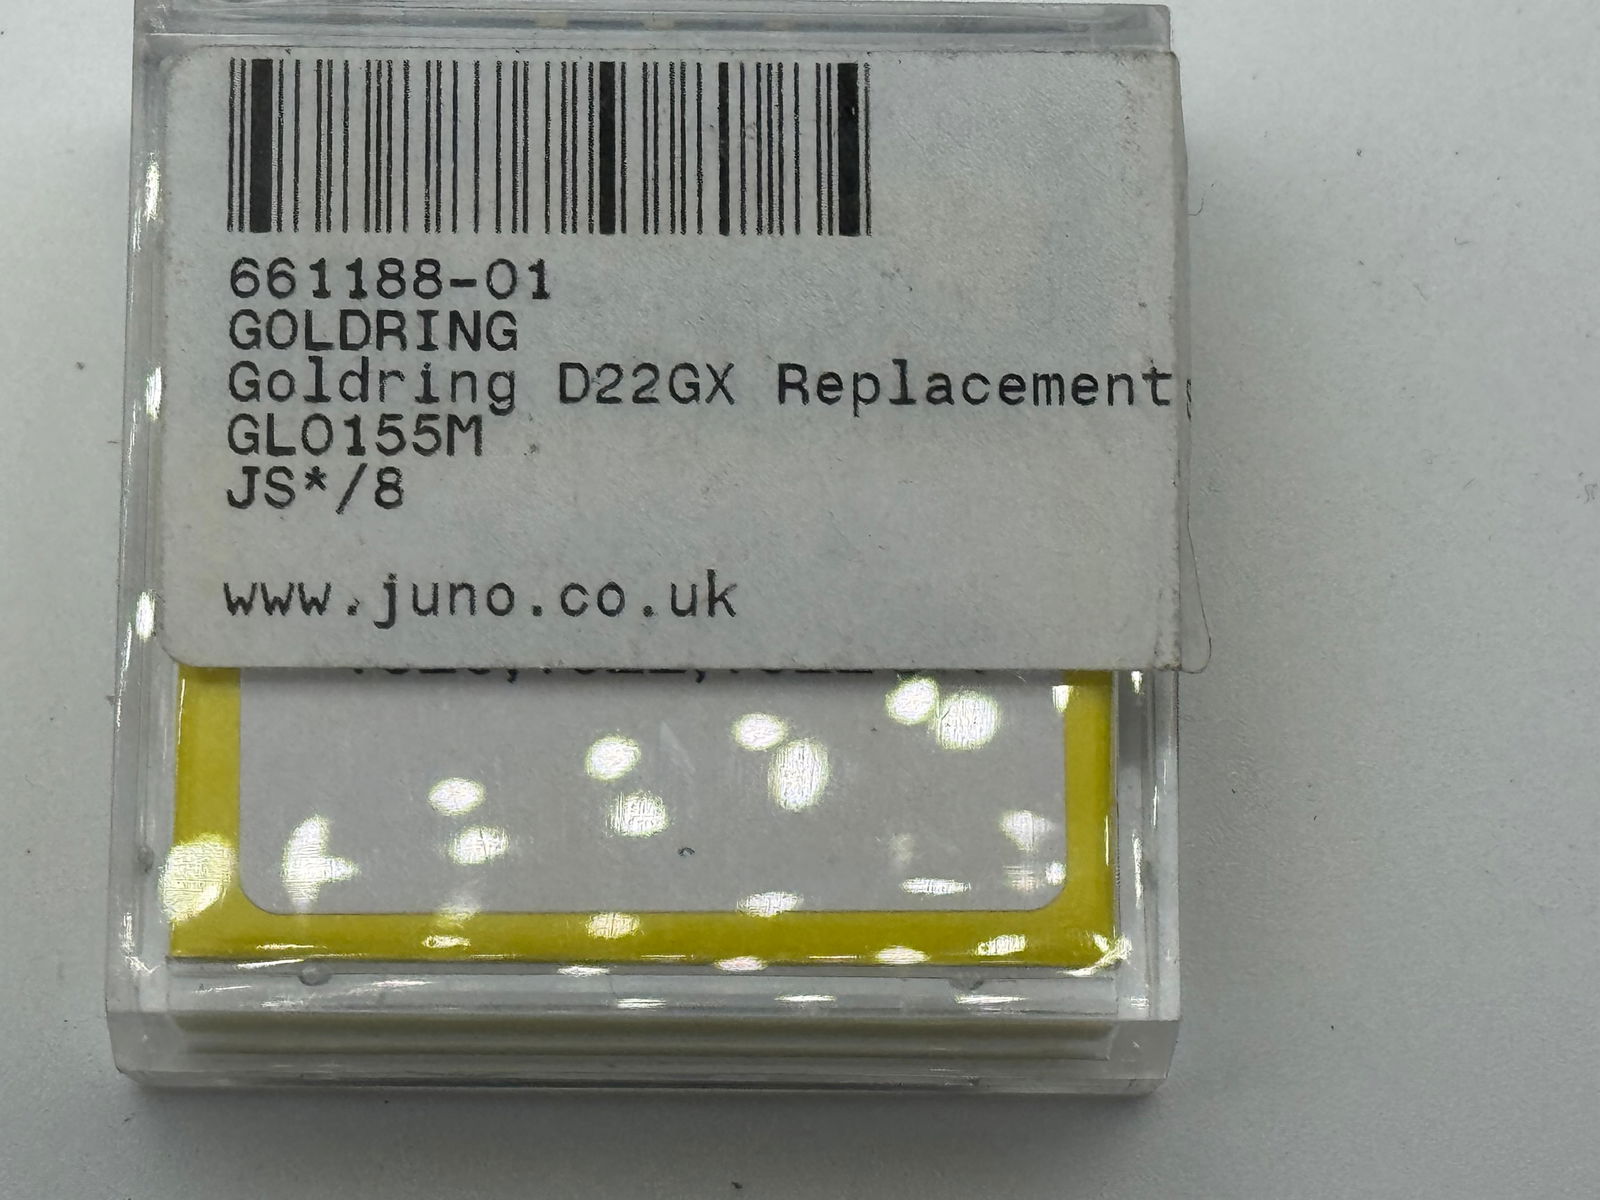 661188-01
GOLDRING
Goldring D22GX Replacement
GL0155M
JS*/8
www.juno.co.uk